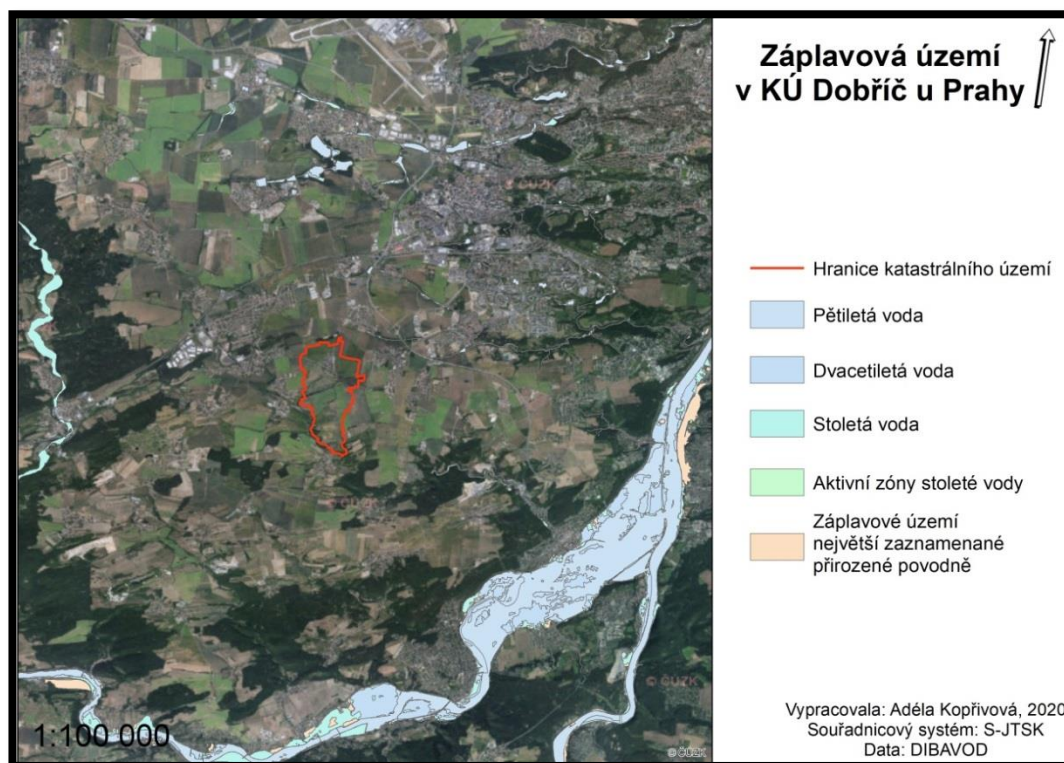 Záplavová území
v KÚ Dobříč u Prahy
Hranice katastrálního území
Pětiletá voda
Dvacetiletá voda
Stoletá voda
Aktivní zóny stoleté vody
Záplavové území
největší zaznamenané
přirozené povodně
Vypracovala: Adéla Kopřivová, 2020
Souřadnicový systém: S-JTSK
Data: DIBAVOD
1:100 000
© ČÚZK
© ČÚZK
© ČÚZK
© ČÚZK